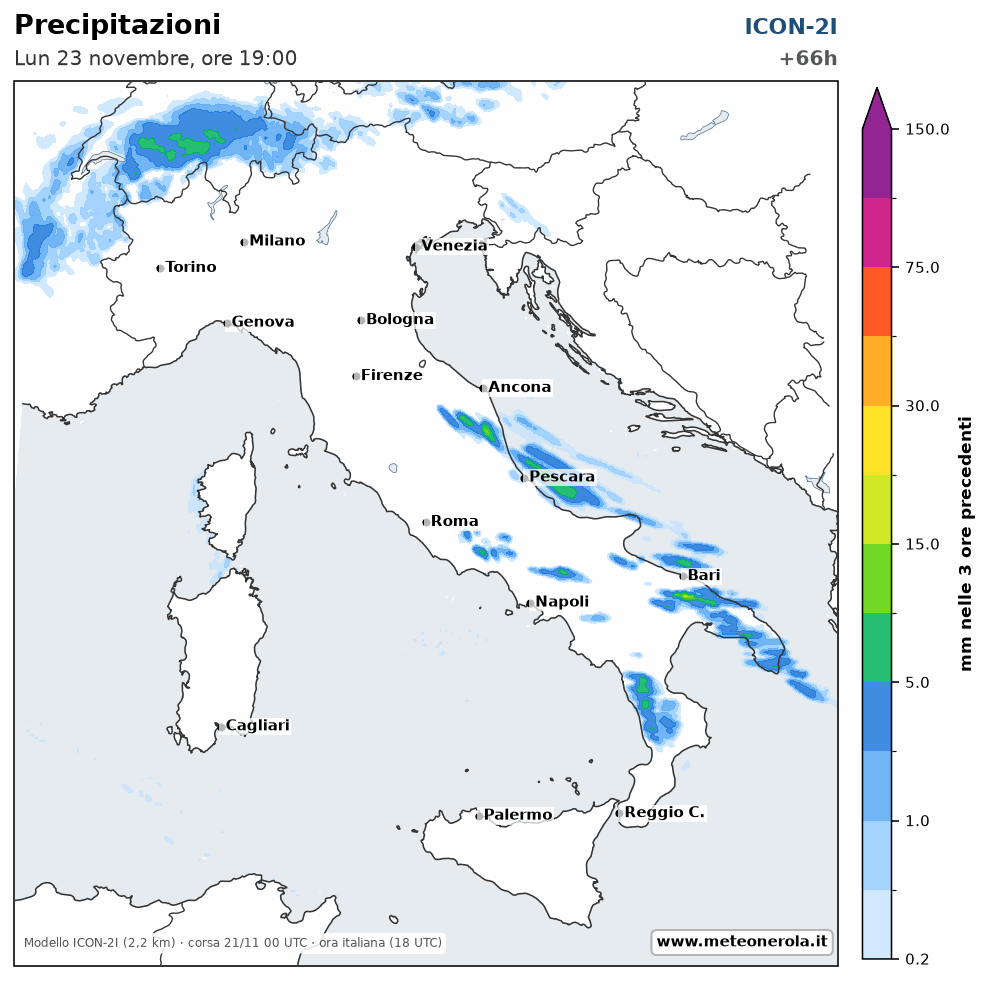 Precipitazioni
ICON-2I
Lun 23 novembre, ore 19:00
+66h
150.0
75.0
30.0
15.0
5.0
1.0
0.2
mm nelle 3 ore precedenti
Milano
Venezia
Torino
Genova
Bologna
Firenze
Ancona
Pescara
Roma
Bari
Napoli
Cagliari
Palermo
Reggio C.
Modello ICON-2I (2,2 km) · corsa 21/11 00 UTC · ora italiana (18 UTC)
www.meteonerola.it